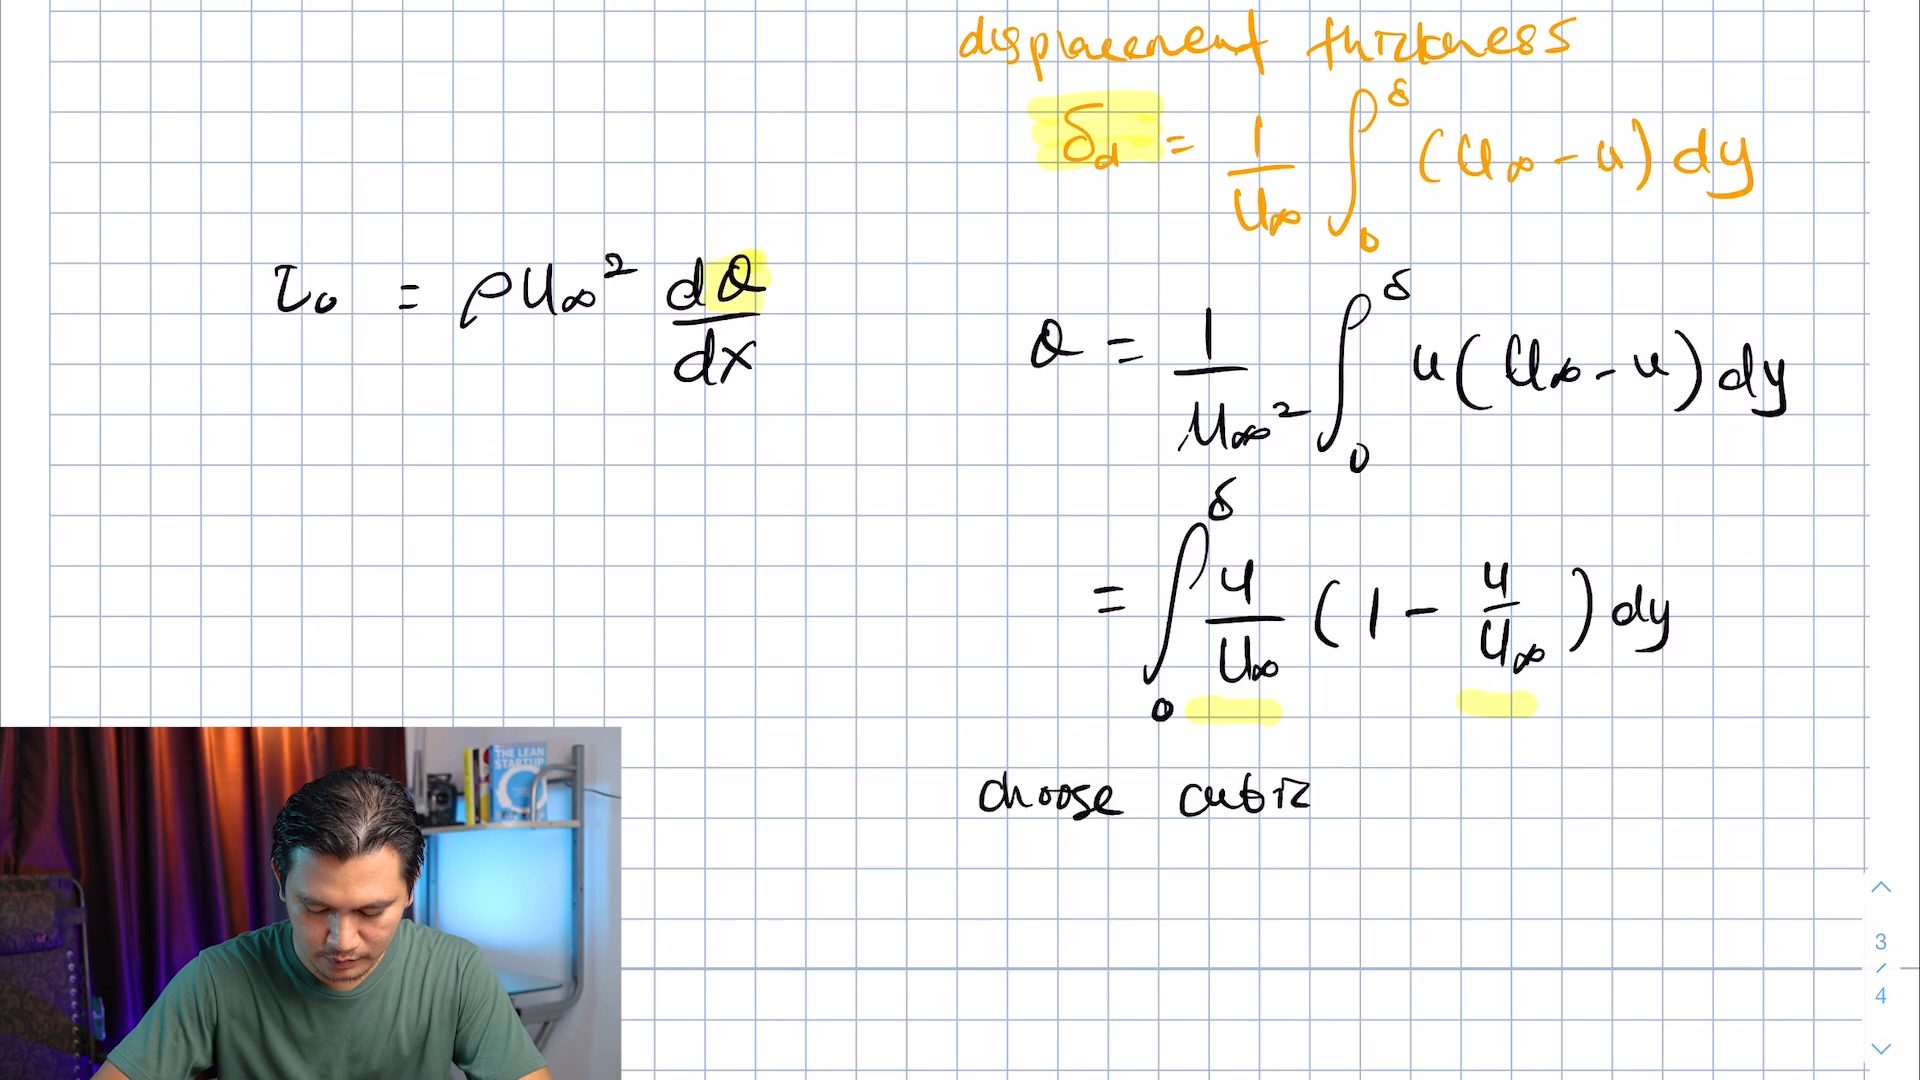 displacement thickness
δ_d = 1/U∞ ∫₀^δ (U∞ - u) dy
τ₀ = ρU∞² dθ/dx
θ = 1/U∞² ∫₀^δ u(U∞ - u) dy
= ∫₀^δ u/U∞ (1 - u/U∞) dy
choose cubic
THE LEAN
STARTUP
3
/
4